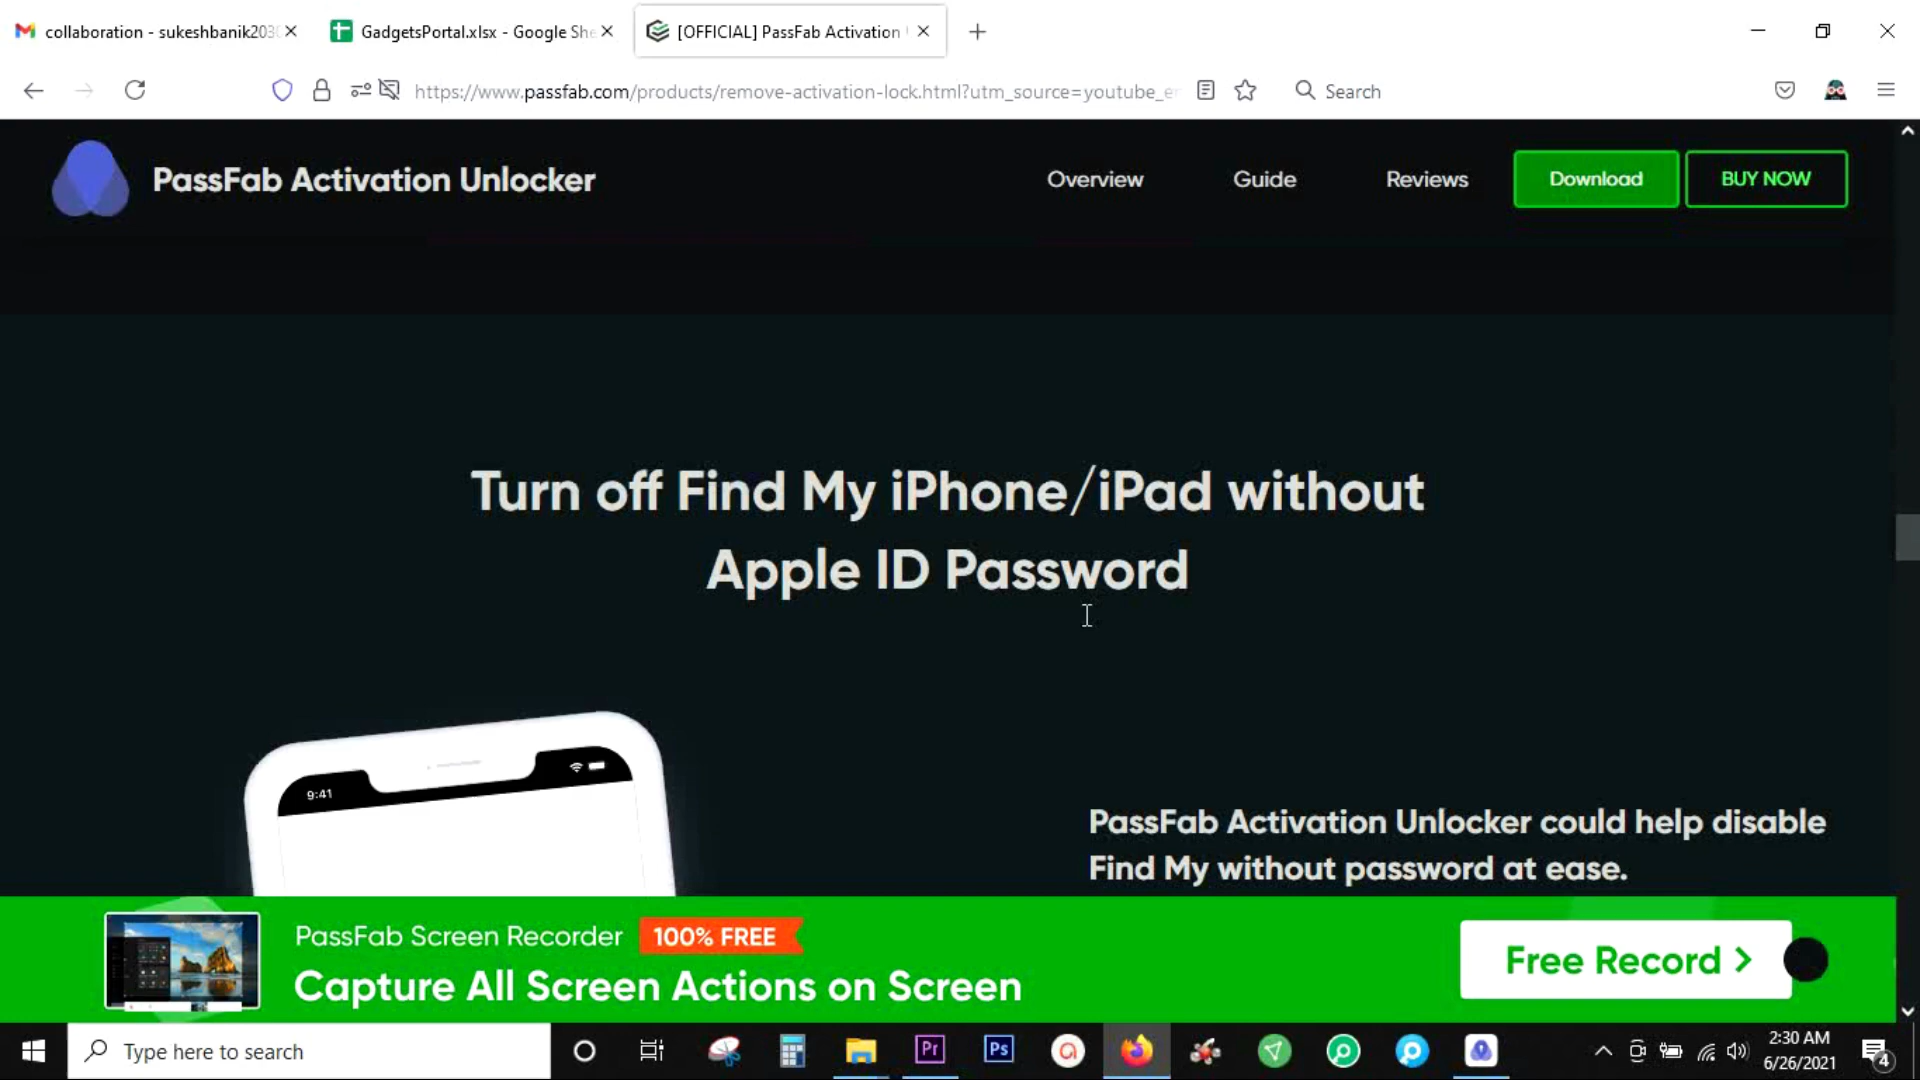 collaboration - sukeshbanik203
GadgetsPortal.xlsx - Google She
[OFFICIAL] PassFab Activation
https://www.passfab.com/products/remove-activation-lock.html?utm_source=youtube_e
Search
PassFab Activation Unlocker
Overview
Guide
Reviews
Download
BUY NOW
Turn off Find My iPhone/iPad without
Apple ID Password
9:41
PassFab Activation Unlocker could help disable
Find My without password at ease.
PassFab Screen Recorder 100% FREE
Capture All Screen Actions on Screen
Free Record >
Type here to search
Pr
Ps
2:30 AM
6/26/2021
4